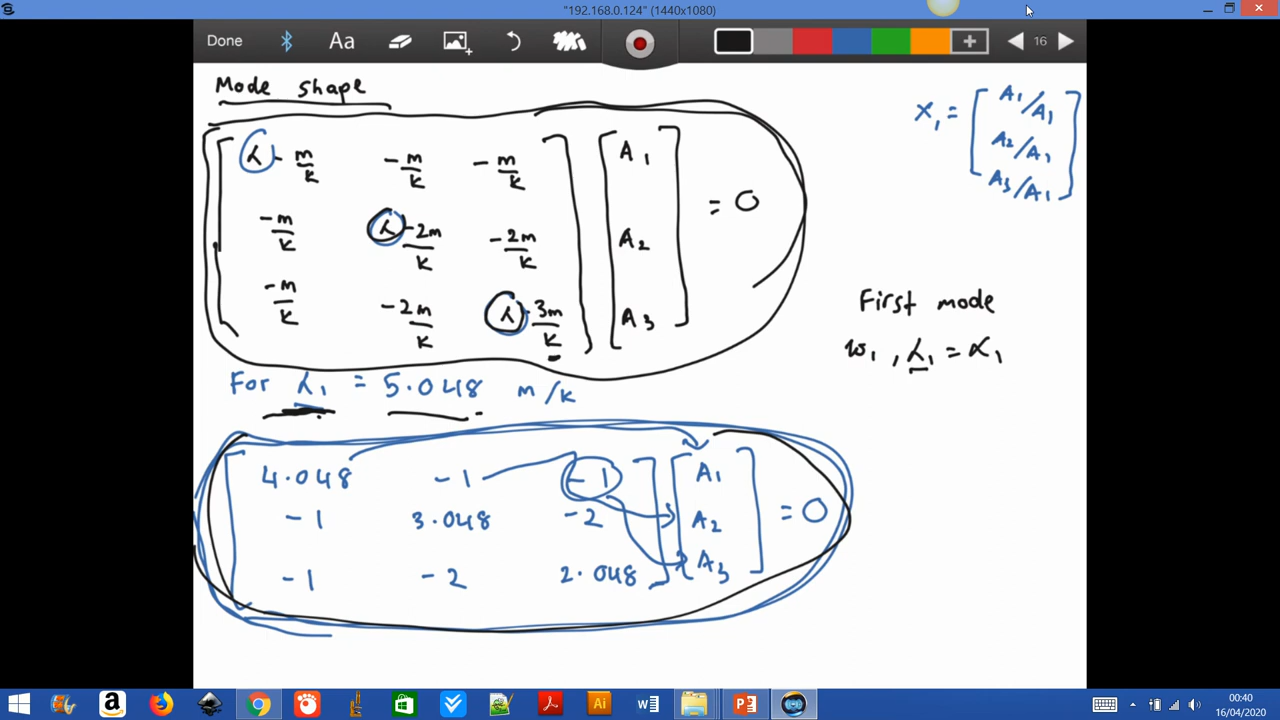 "192.168.0.124" (1440x1080)
Done Aa 16
Mode shape
X₁ = [ A₁/A₁
A₂/A₁
A₃/A₁ ]
[ λ - m/K   - m/K   - m/K ] [ A₁ ]
[ -m/K   λ - 2m/K   -2m/K ] [ A₂ ] = 0
[ -m/K   -2m/K   λ - 3m/K ] [ A₃ ]
First mode
ω₁ , λ₁ = α₁
For λ₁ = 5.048 m/k
[ 4.048   -1   -1 ] [ A₁ ]
[ -1   3.048   -2 ] [ A₂ ] = 0
[ -1   -2   2.048 ] [ A₃ ]
00:40
16/04/2020